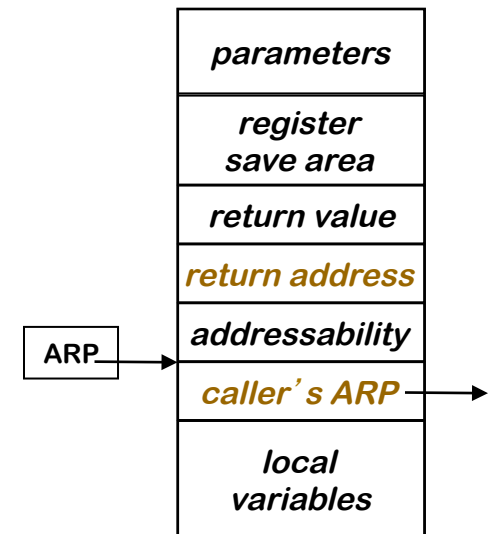 parameters
register
save area
return value
return address
addressability
ARP
caller's ARP
local
variables